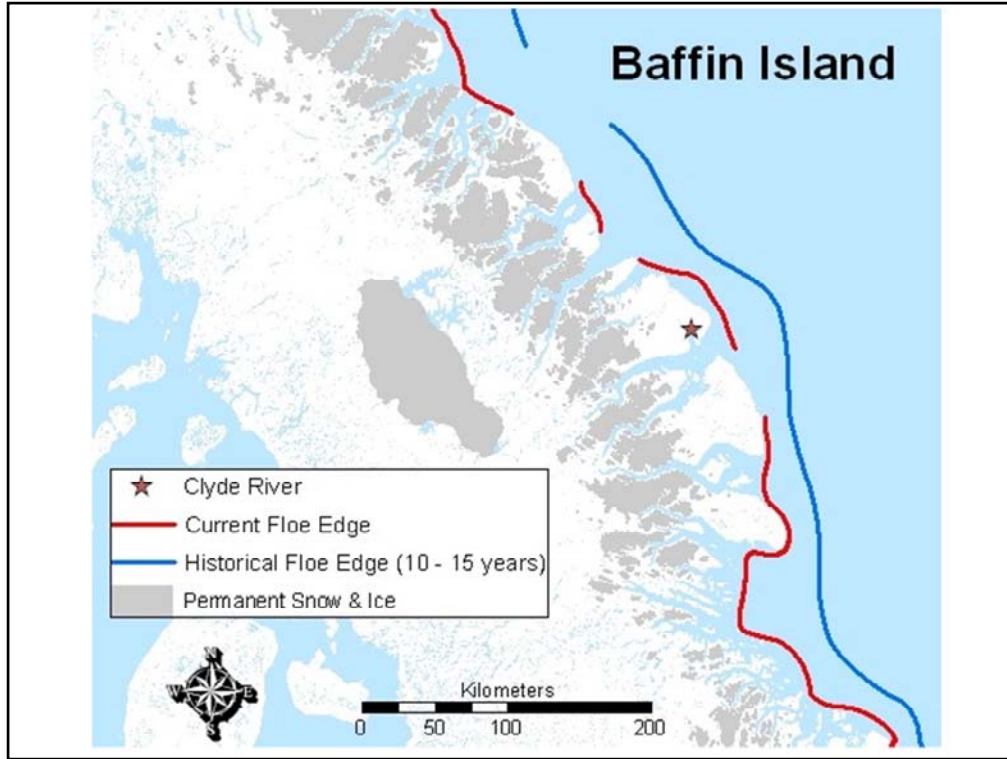 Baffin Island
Clyde River
Current Floe Edge
Historical Floe Edge (10 - 15 years)
Permanent Snow & Ice
N
W E
S
Kilometers
0 50 100 200